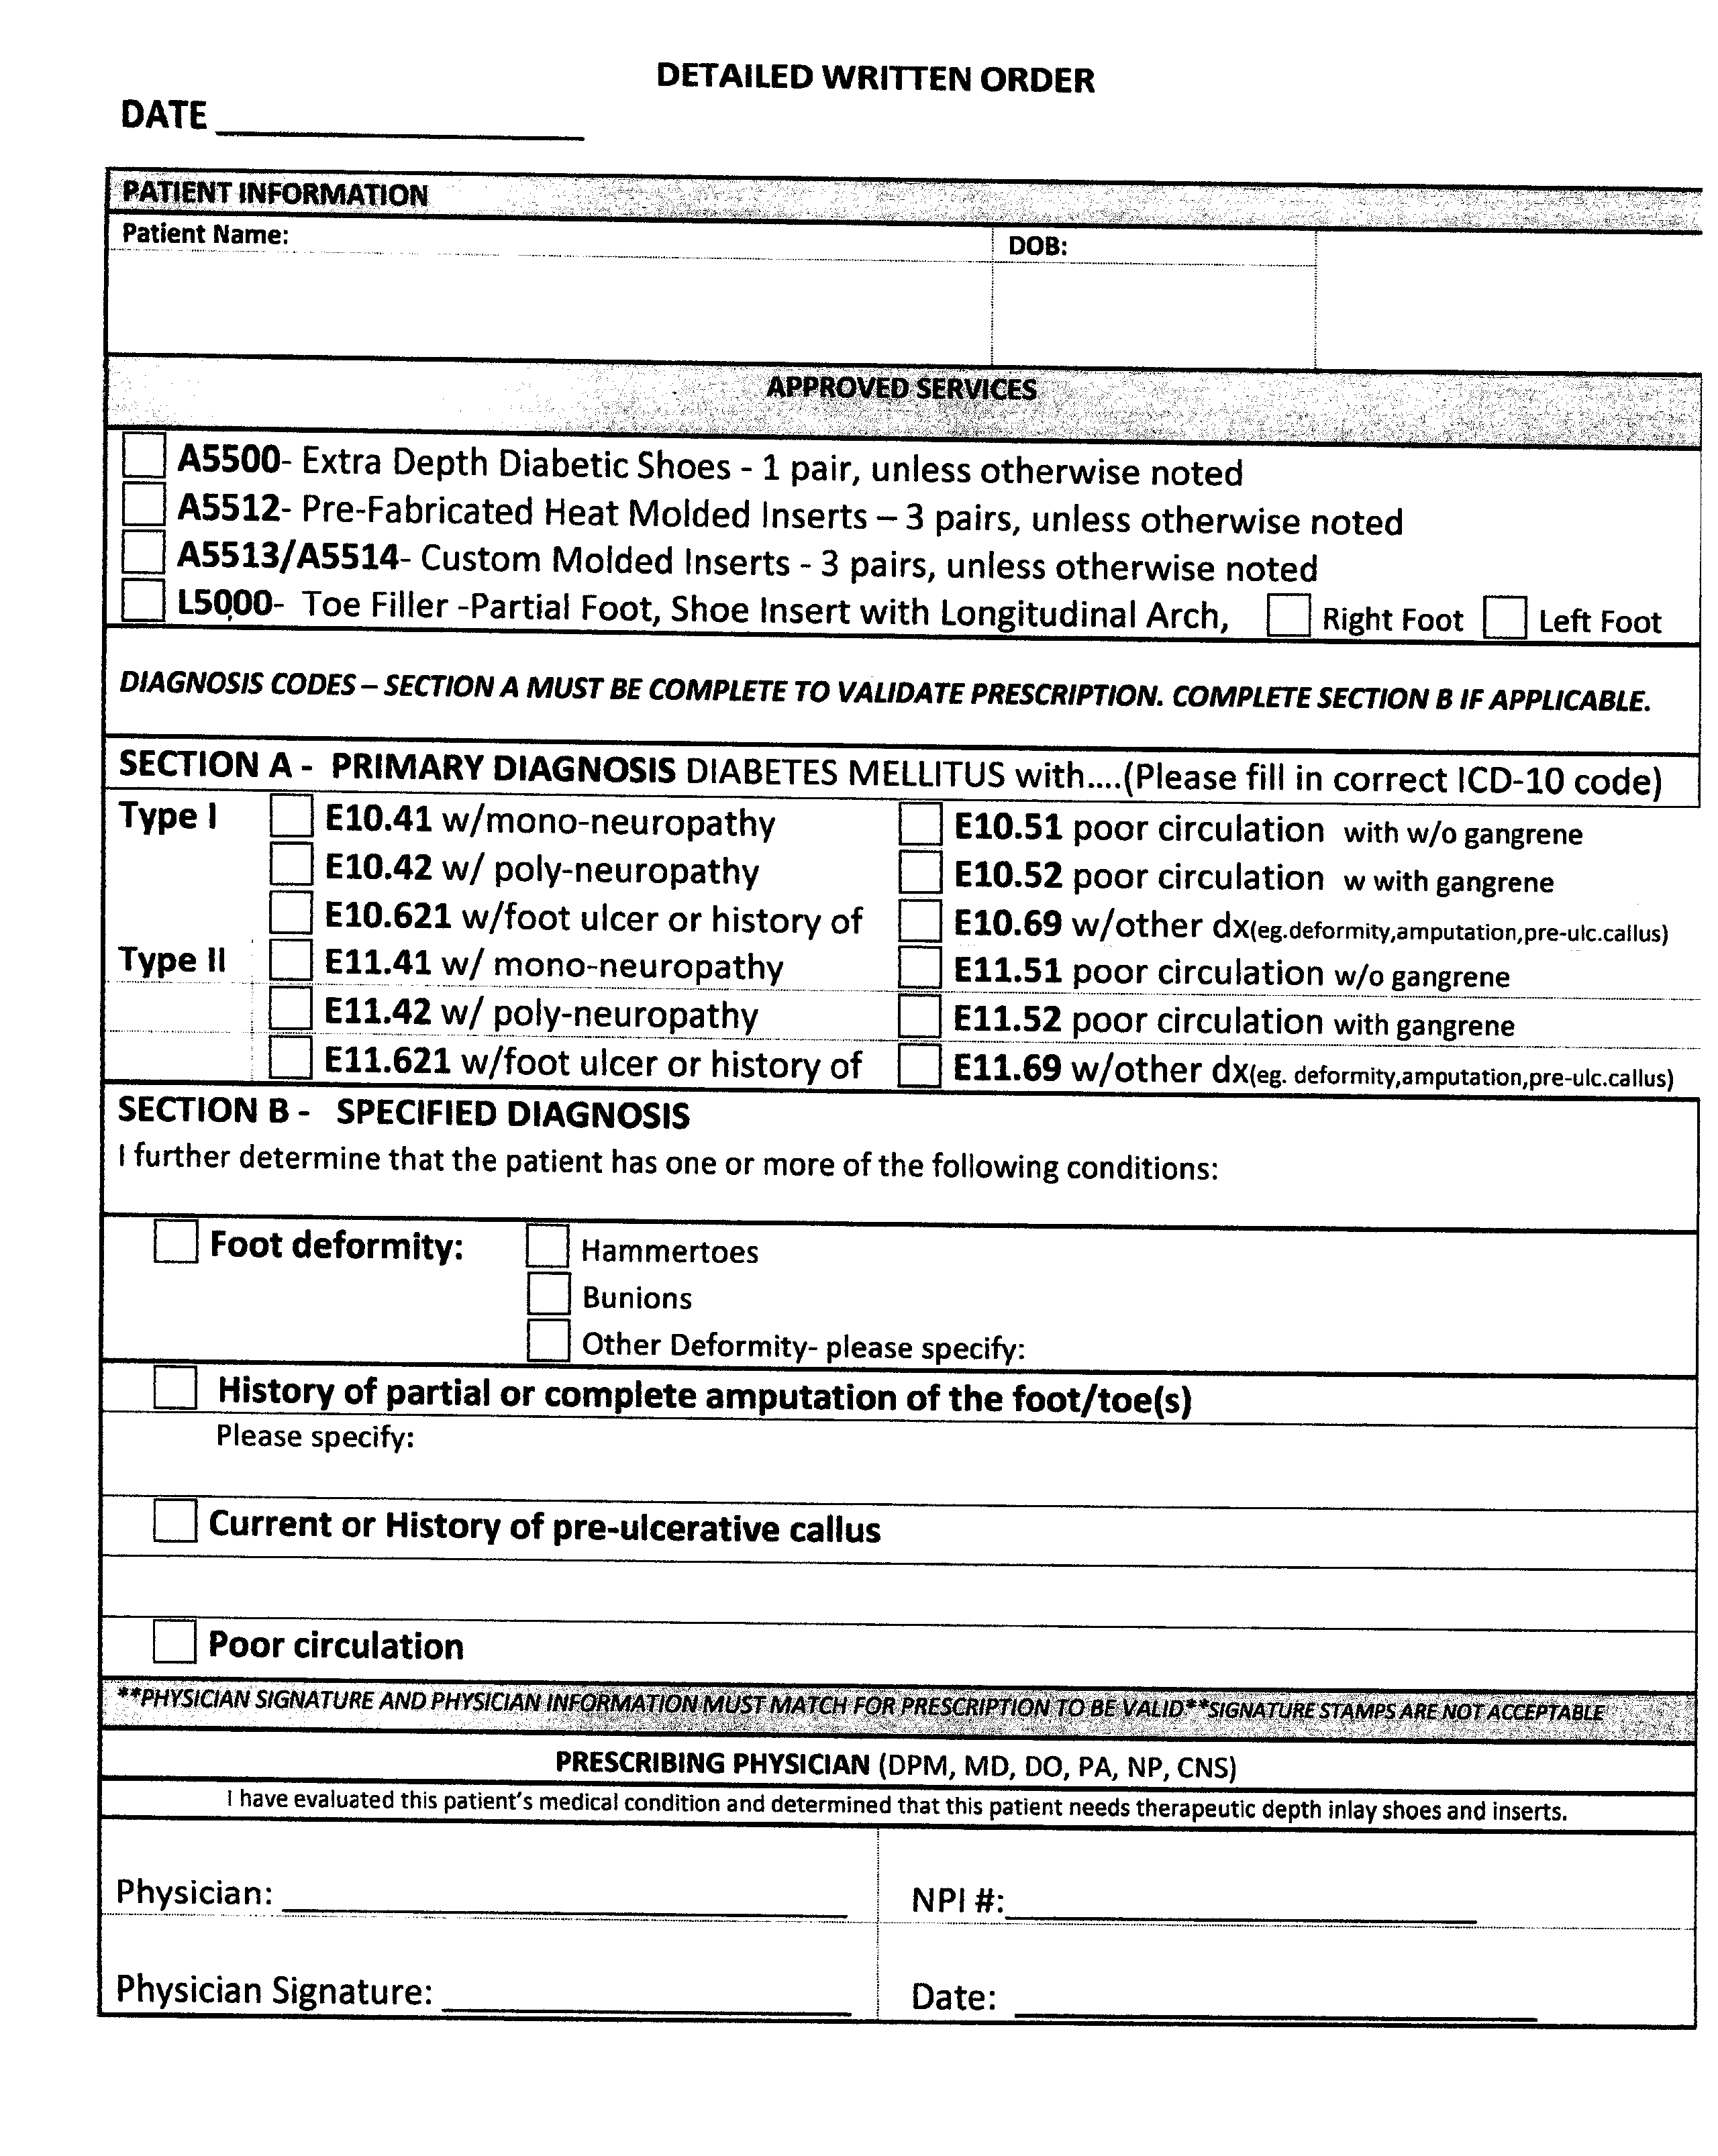 DETAILED WRITTEN ORDER
DATE
PATIENT INFORMATION
Patient Name:
DOB:
APPROVED SERVICES
A5500- Extra Depth Diabetic Shoes - 1 pair, unless otherwise noted
A5512- Pre-Fabricated Heat Molded Inserts – 3 pairs, unless otherwise noted
A5513/A5514- Custom Molded Inserts - 3 pairs, unless otherwise noted
L5000- Toe Filler -Partial Foot, Shoe Insert with Longitudinal Arch, Right Foot Left Foot
DIAGNOSIS CODES – SECTION A MUST BE COMPLETE TO VALIDATE PRESCRIPTION. COMPLETE SECTION B IF APPLICABLE.
SECTION A - PRIMARY DIAGNOSIS DIABETES MELLITUS with....(Please fill in correct ICD-10 code)
Type I E10.41 w/mono-neuropathy E10.51 poor circulation with w/o gangrene
E10.42 w/ poly-neuropathy E10.52 poor circulation w with gangrene
E10.621 w/foot ulcer or history of E10.69 w/other dx(eg.deformity,amputation,pre-ulc.callus)
Type II E11.41 w/ mono-neuropathy E11.51 poor circulation w/o gangrene
E11.42 w/ poly-neuropathy E11.52 poor circulation with gangrene
E11.621 w/foot ulcer or history of E11.69 w/other dx(eg. deformity,amputation,pre-ulc.callus)
SECTION B - SPECIFIED DIAGNOSIS
I further determine that the patient has one or more of the following conditions:
Foot deformity: Hammertoes
Bunions
Other Deformity- please specify:
History of partial or complete amputation of the foot/toe(s)
Please specify:
Current or History of pre-ulcerative callus
Poor circulation
**PHYSICIAN SIGNATURE AND PHYSICIAN INFORMATION MUST MATCH FOR PRESCRIPTION TO BE VALID**SIGNATURE STAMPS ARE NOT ACCEPTABLE
PRESCRIBING PHYSICIAN (DPM, MD, DO, PA, NP, CNS)
I have evaluated this patient's medical condition and determined that this patient needs therapeutic depth inlay shoes and inserts.
Physician: NPI #:
Physician Signature: Date: